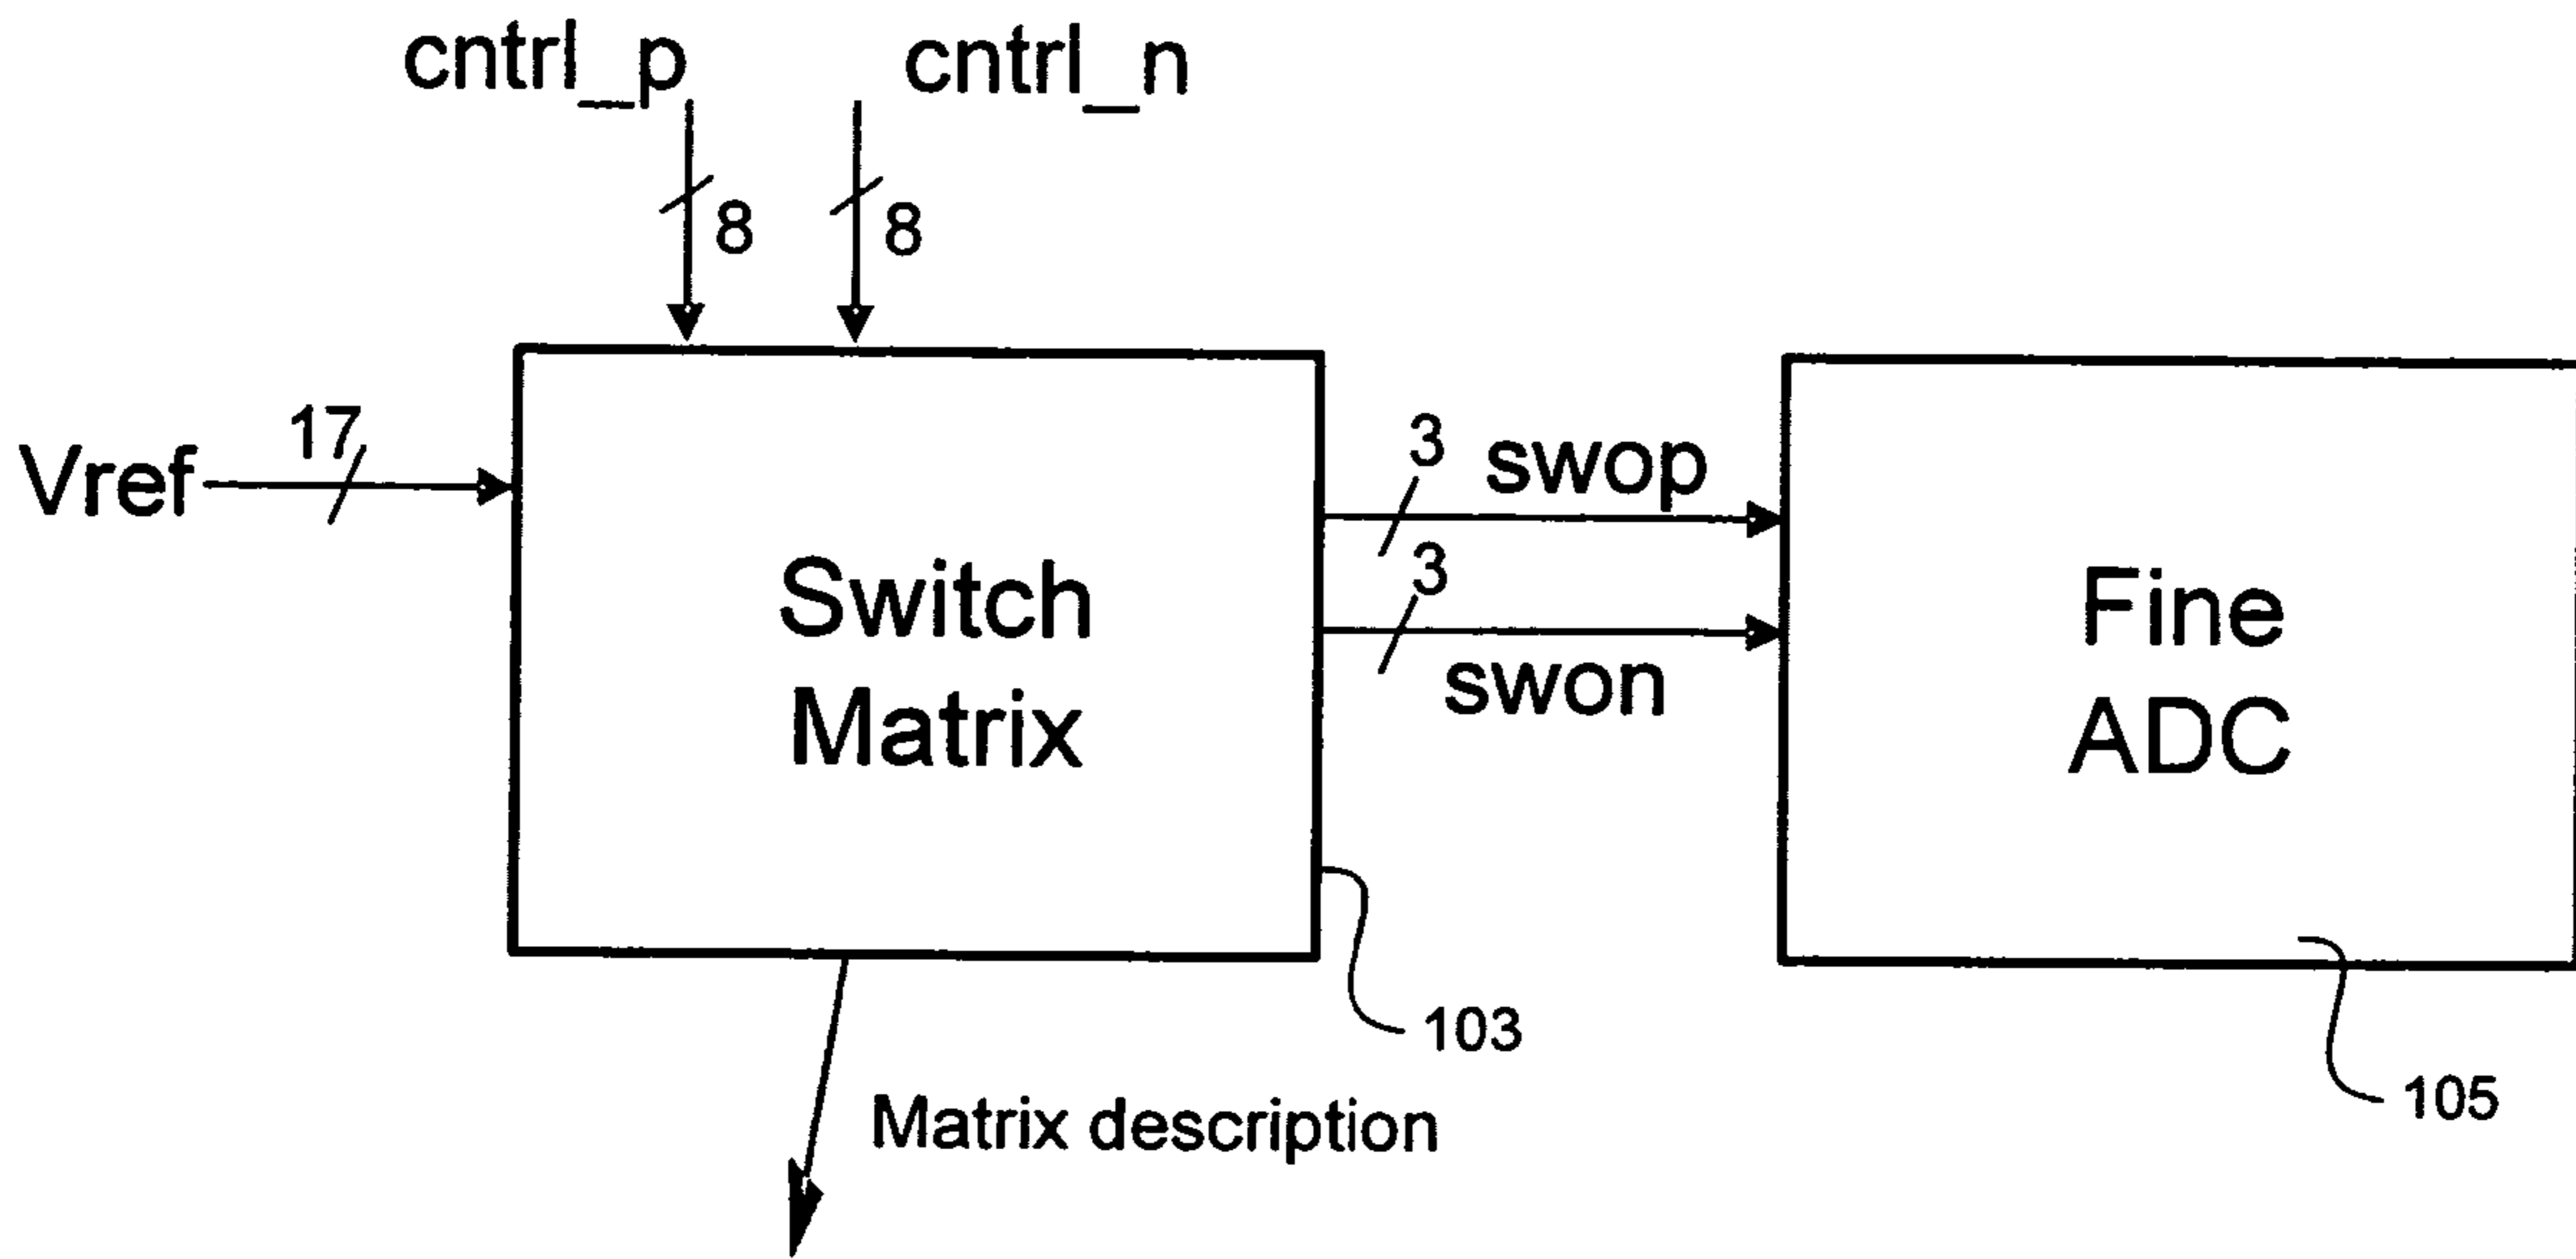 cntrl_p cntrl_n
8 8
17
Vref
3 swop
3
swon
Switch
Matrix
Fine
ADC
103
105
Matrix description